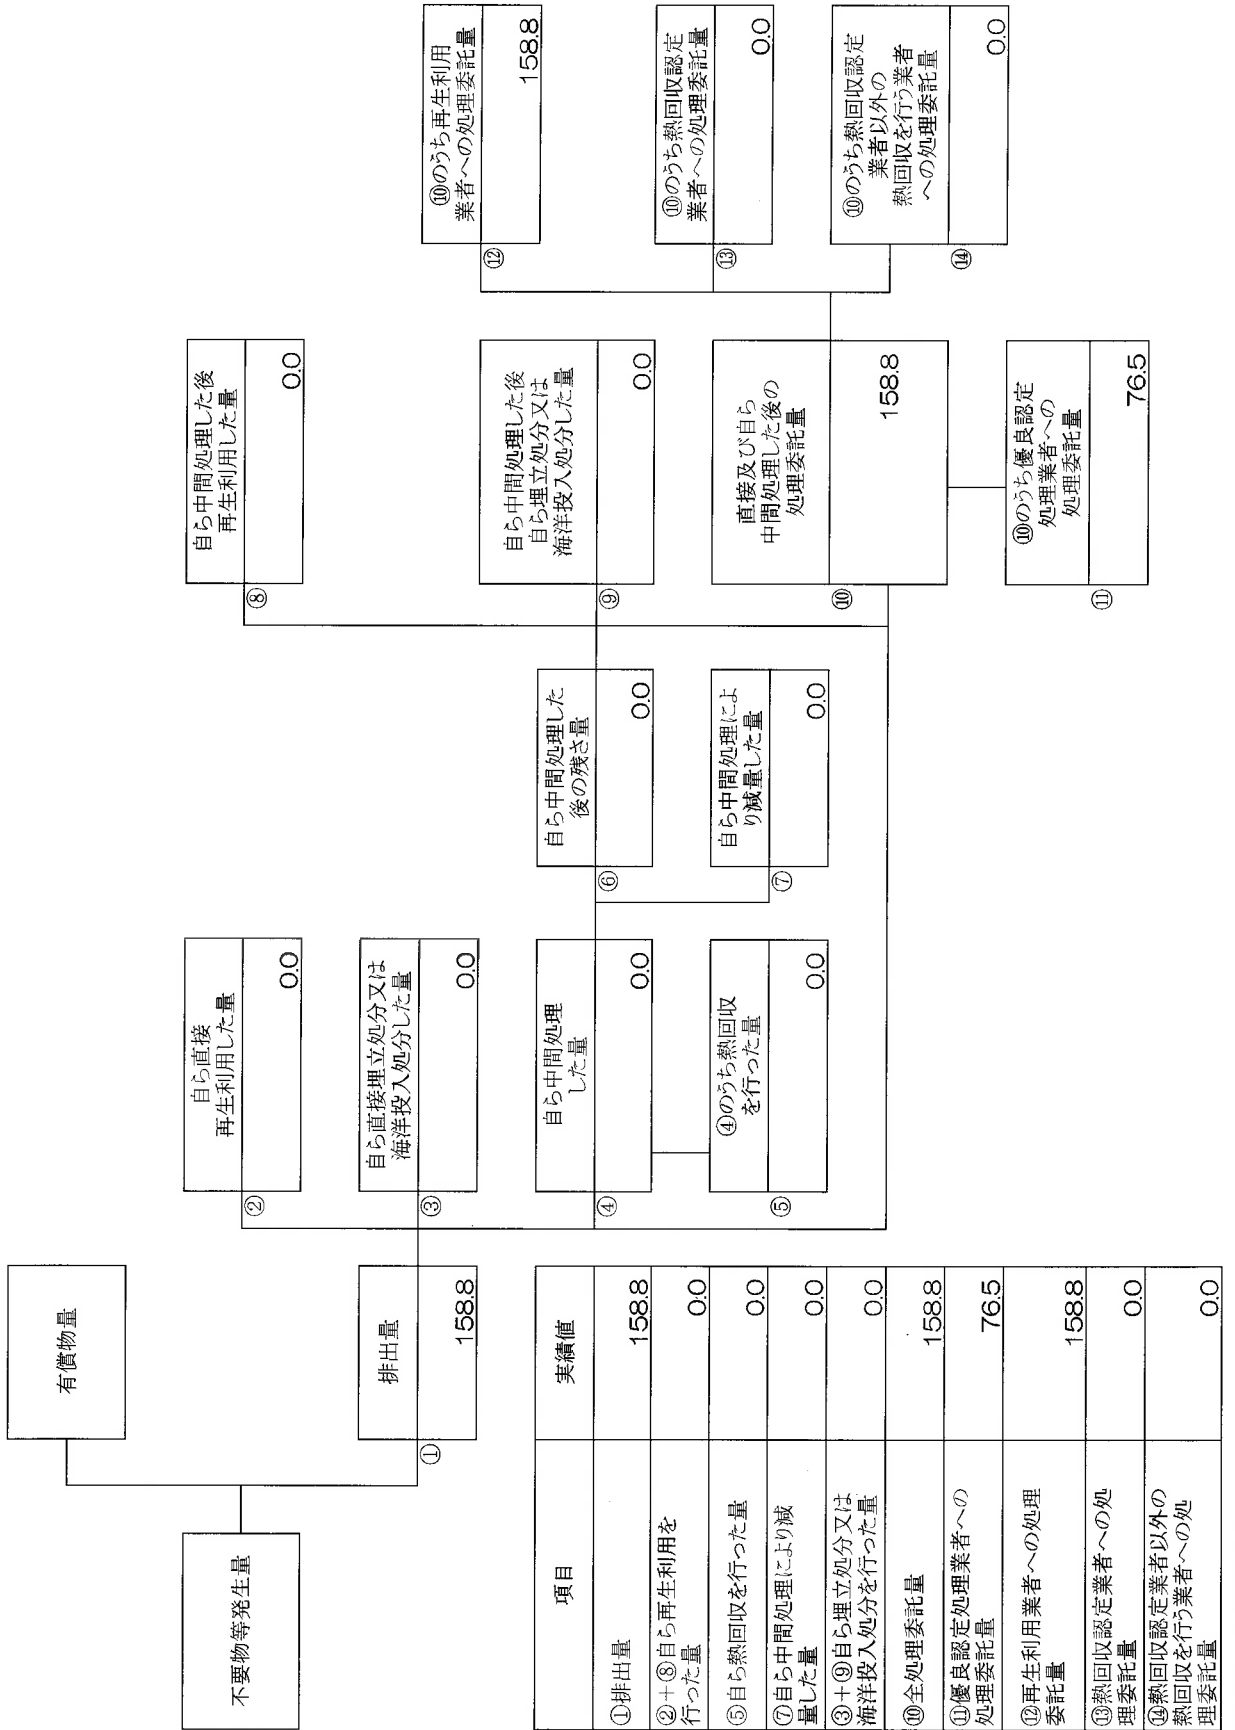 不要物等発生量
有償物量
排出量
①
158.8
自ら直接
再生利用した量
②
0.0
自ら直接埋立処分又は
海洋投入処分した量
③
0.0
自ら中間処理
した量
④
0.0
④のうち熱回収
を行った量
⑤
0.0
自ら中間処理した
後の残さ量
⑥
0.0
自ら中間処理によ
り減量した量
⑦
0.0
自ら中間処理した後
再生利用した量
⑧
0.0
自ら中間処理した後
自ら埋立処分又は
海洋投入処分した量
⑨
0.0
直接及び自ら
中間処理した後の
処理委託量
⑩
158.8
⑩のうち優良認定
処理業者への
処理委託量
⑪
76.5
⑩のうち再生利用
業者への処理委託量
⑫
158.8
⑩のうち熱回収認定
業者への処理委託量
⑬
0.0
⑩のうち熱回収認定
業者以外の
熱回収を行う業者
への処理委託量
⑭
0.0
項目 実績値
①排出量 158.8
②+⑧自ら再生利用を
行った量 0.0
⑤自ら熱回収を行った量 0.0
⑦自ら中間処理により減
量した量 0.0
③+⑨自ら埋立処分又は
海洋投入処分を行った量 0.0
⑩全処理委託量 158.8
⑪優良認定処理業者への
処理委託量 76.5
⑫再生利用業者への処理
委託量 158.8
⑬熱回収認定業者への処
理委託量 0.0
⑭熱回収認定業者以外の
熱回収を行う業者への処
理委託量 0.0